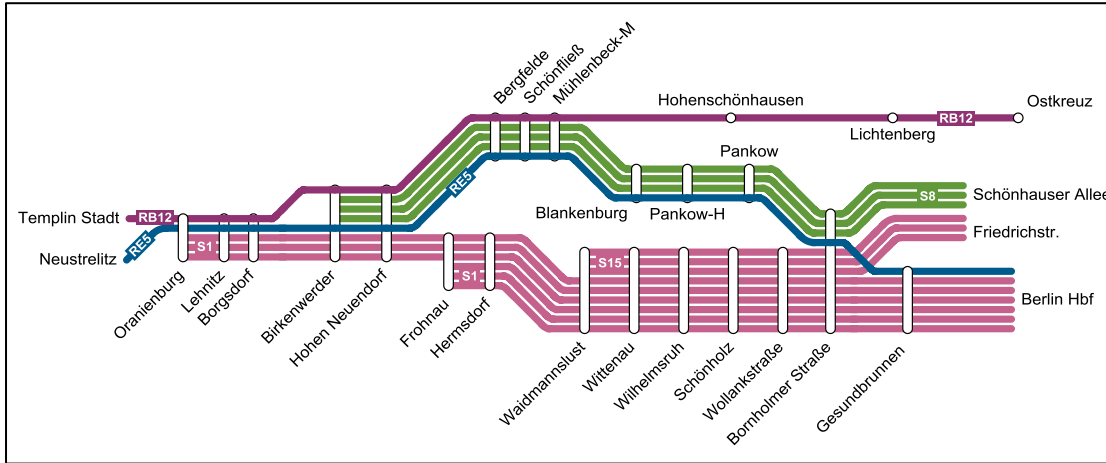 Bergfelde
Schönfließ
Mühlenbeck-M
Hohenschönhausen
Ostkreuz
RB12
Lichtenberg
Pankow
RE5
S8
Schönhauser Allee
Blankenburg
Pankow-H
Templin Stadt
RB12
Friedrichstr.
Neustrelitz
RE5
S1
S15
S1
Berlin Hbf
Oranienburg
Lehnitz
Borgsdorf
Birkenwerder
Hohen Neuendorf
Frohnau
Hermsdorf
Waidmannslust
Wittenau
Wilhelmsruh
Schönholz
Wollankstraße
Bornholmer Straße
Gesundbrunnen